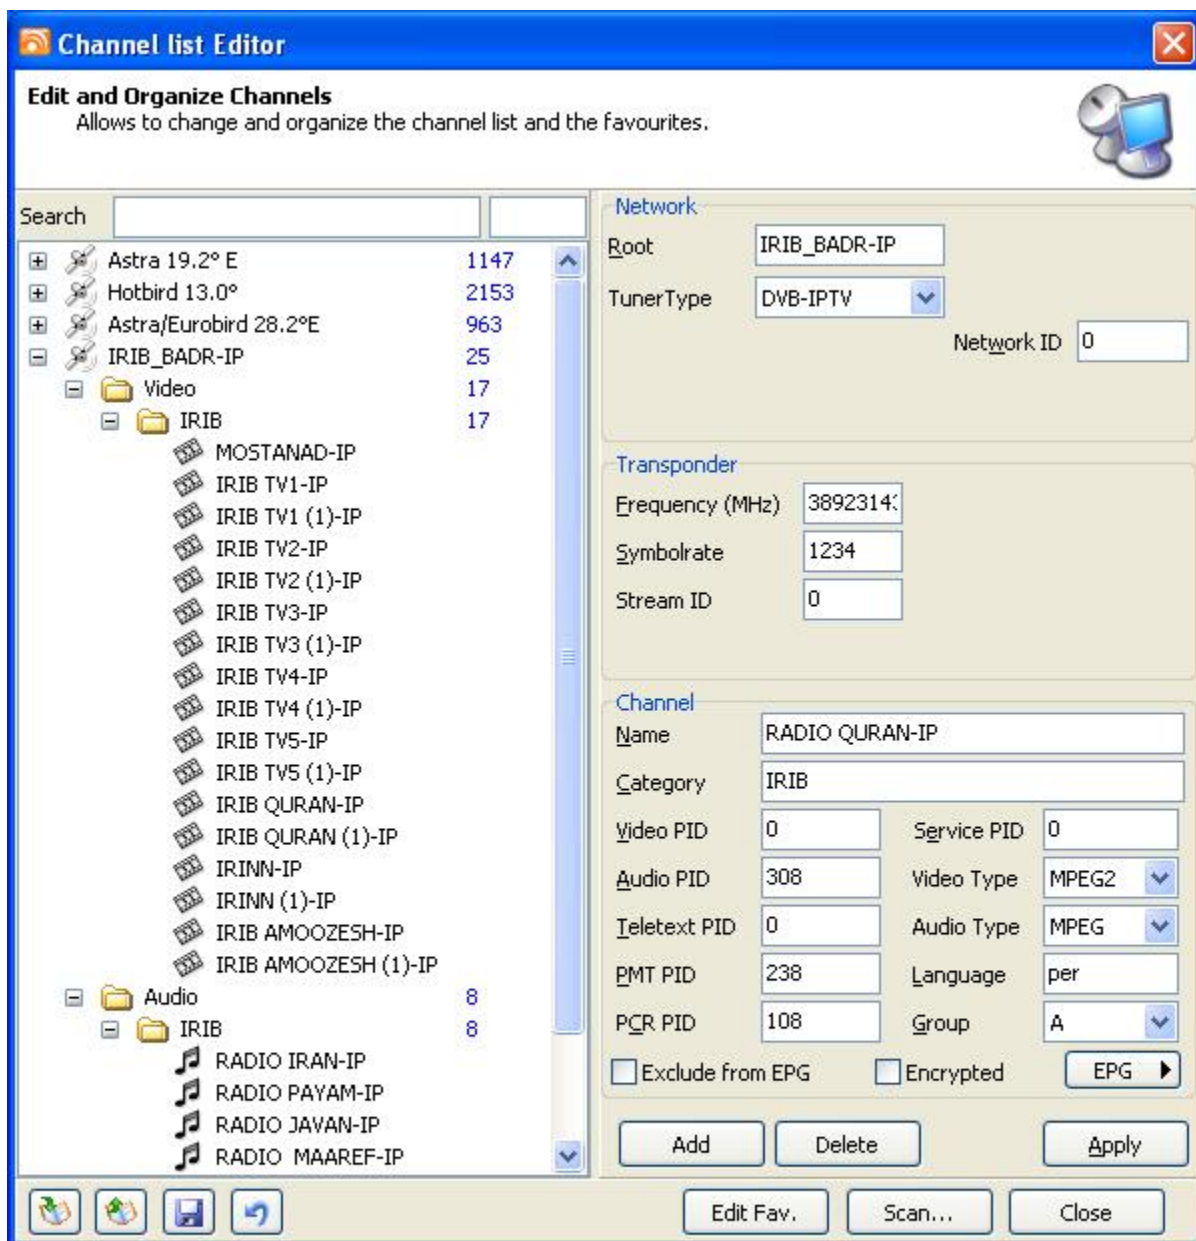 Channel list Editor
Edit and Organize Channels
Allows to change and organize the channel list and the favourites.
Search
Astra 19.2° E 1147
Hotbird 13.0° 2153
Astra/Eurobird 28.2°E 963
IRIB_BADR-IP 25
Video 17
IRIB 17
MOSTANAD-IP
IRIB TV1-IP
IRIB TV1 (1)-IP
IRIB TV2-IP
IRIB TV2 (1)-IP
IRIB TV3-IP
IRIB TV3 (1)-IP
IRIB TV4-IP
IRIB TV4 (1)-IP
IRIB TV5-IP
IRIB TV5 (1)-IP
IRIB QURAN-IP
IRIB QURAN (1)-IP
IRINN-IP
IRINN (1)-IP
IRIB AMOOZESH-IP
IRIB AMOOZESH (1)-IP
Audio 8
IRIB 8
RADIO IRAN-IP
RADIO PAYAM-IP
RADIO JAVAN-IP
RADIO MAAREF-IP
Network
Root IRIB_BADR-IP
TunerType DVB-IPTV
Network ID 0
Transponder
Frequency (MHz)
Symbolrate 1234
Stream ID 0
Channel
Name RADIO QURAN-IP
Category IRIB
Video PID 0 Service PID 0
Audio PID 308 Video Type MPEG2
Teletext PID 0 Audio Type MPEG
PMT PID 238 Language per
PCR PID 108 Group A
Exclude from EPG Encrypted EPG
Add Delete Apply
Edit Fav. Scan... Close